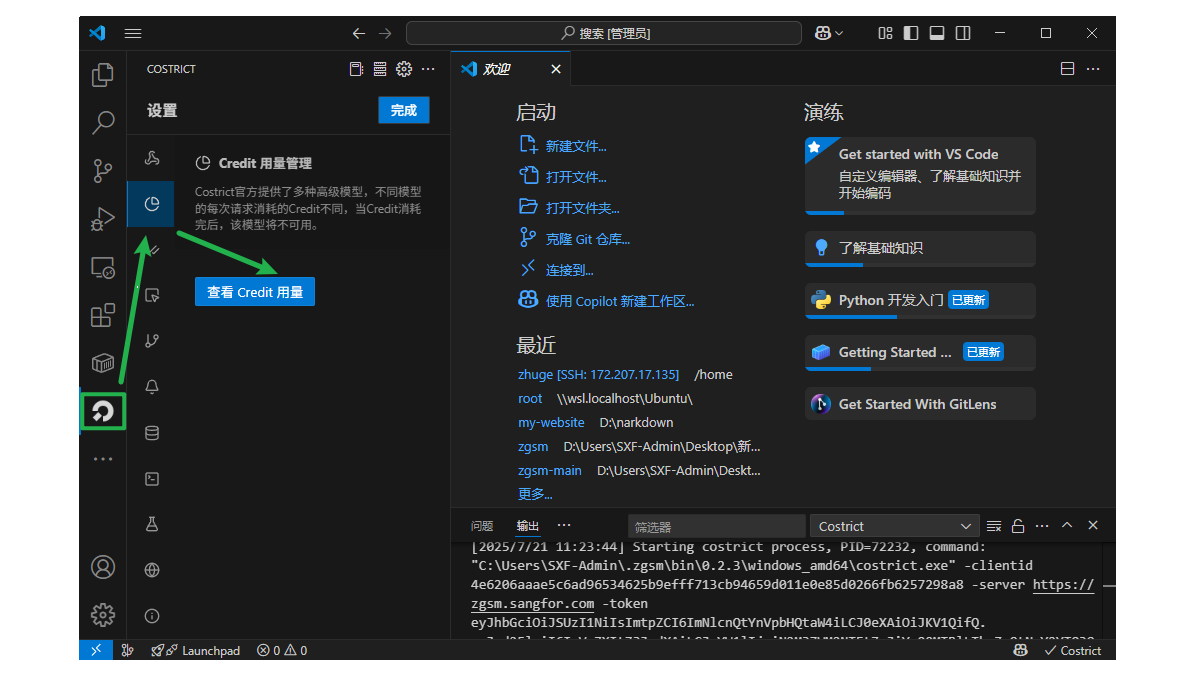 搜索 [管理员]
COSTRICT
设置
完成
Credit 用量管理
Costrict官方提供了多种高级模型，不同模型
的每次请求消耗的Credit不同，当Credit消耗
完后，该模型将不可用。
查看 Credit 用量
欢迎
启动
新建文件...
打开文件...
打开文件夹...
克隆 Git 仓库...
连接到...
使用 Copilot 新建工作区...
最近
zhuge [SSH: 172.207.17.135] /home
root \\wsl.localhost\Ubuntu\
my-website D:\narkdown
zgsm D:\Users\SXF-Admin\Desktop\新...
zgsm-main D:\Users\SXF-Admin\Deskt...
更多...
演练
Get started with VS Code
自定义编辑器、了解基础知识并
开始编码
了解基础知识
Python 开发入门 已更新
Getting Started ... 已更新
Get Started With GitLens
问题 输出 ... 筛选器 Costrict
[2025/7/21 11:23:44] Starting costrict process, PID=72232, command:
"C:\Users\SXF-Admin\.zgsm\bin\0.2.3\windows_amd64\costrict.exe" -clientid
4e6206aaae5c6ad96534625b9efff713cb94659d011e0e85d0266fb6257298a8 -server https://
zgsm.sangfor.com -token
eyJhbGciOiJSUzI1NiIsImtpZCI6ImNlcnQtYnVpbHQtaW4iLCJ0eXAiOiJKV1QifQ.
Launchpad 0 0 Costrict